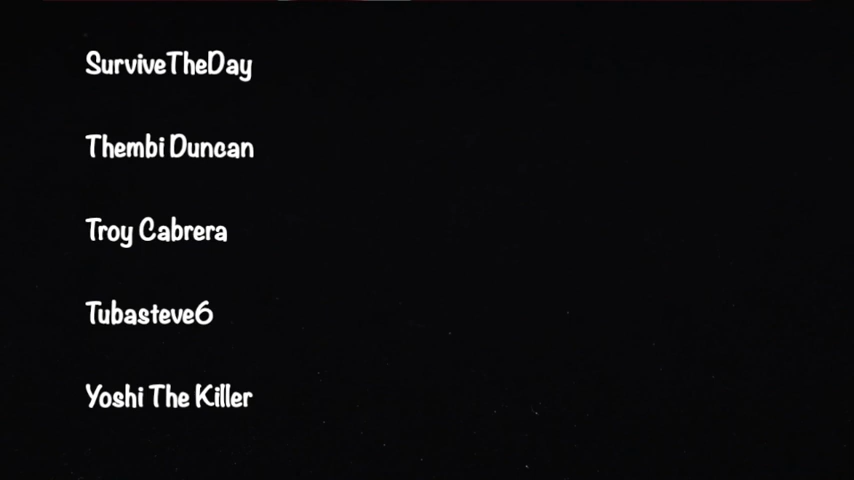 SurviveTheDay
Thembi Duncan
Troy Cabrera
Tubasteve6
Yoshi The Killer